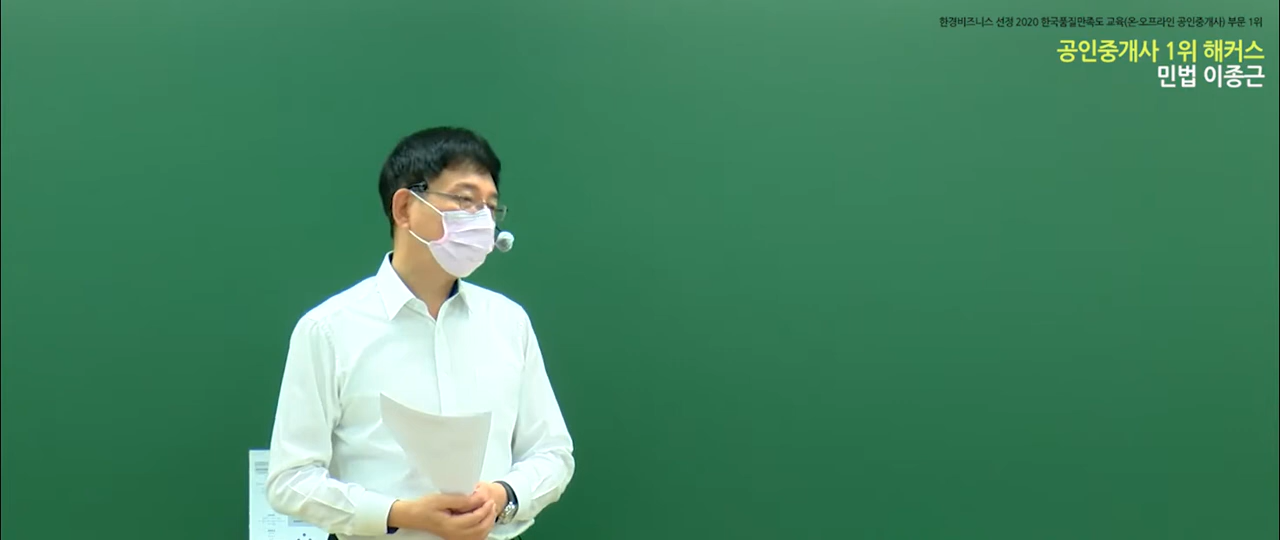 한경비즈니스 선정 2020 한국품질만족도 교육(온·오프라인 공인중개사) 부문 1위
공인중개사 1위 해커스
민법 이종근